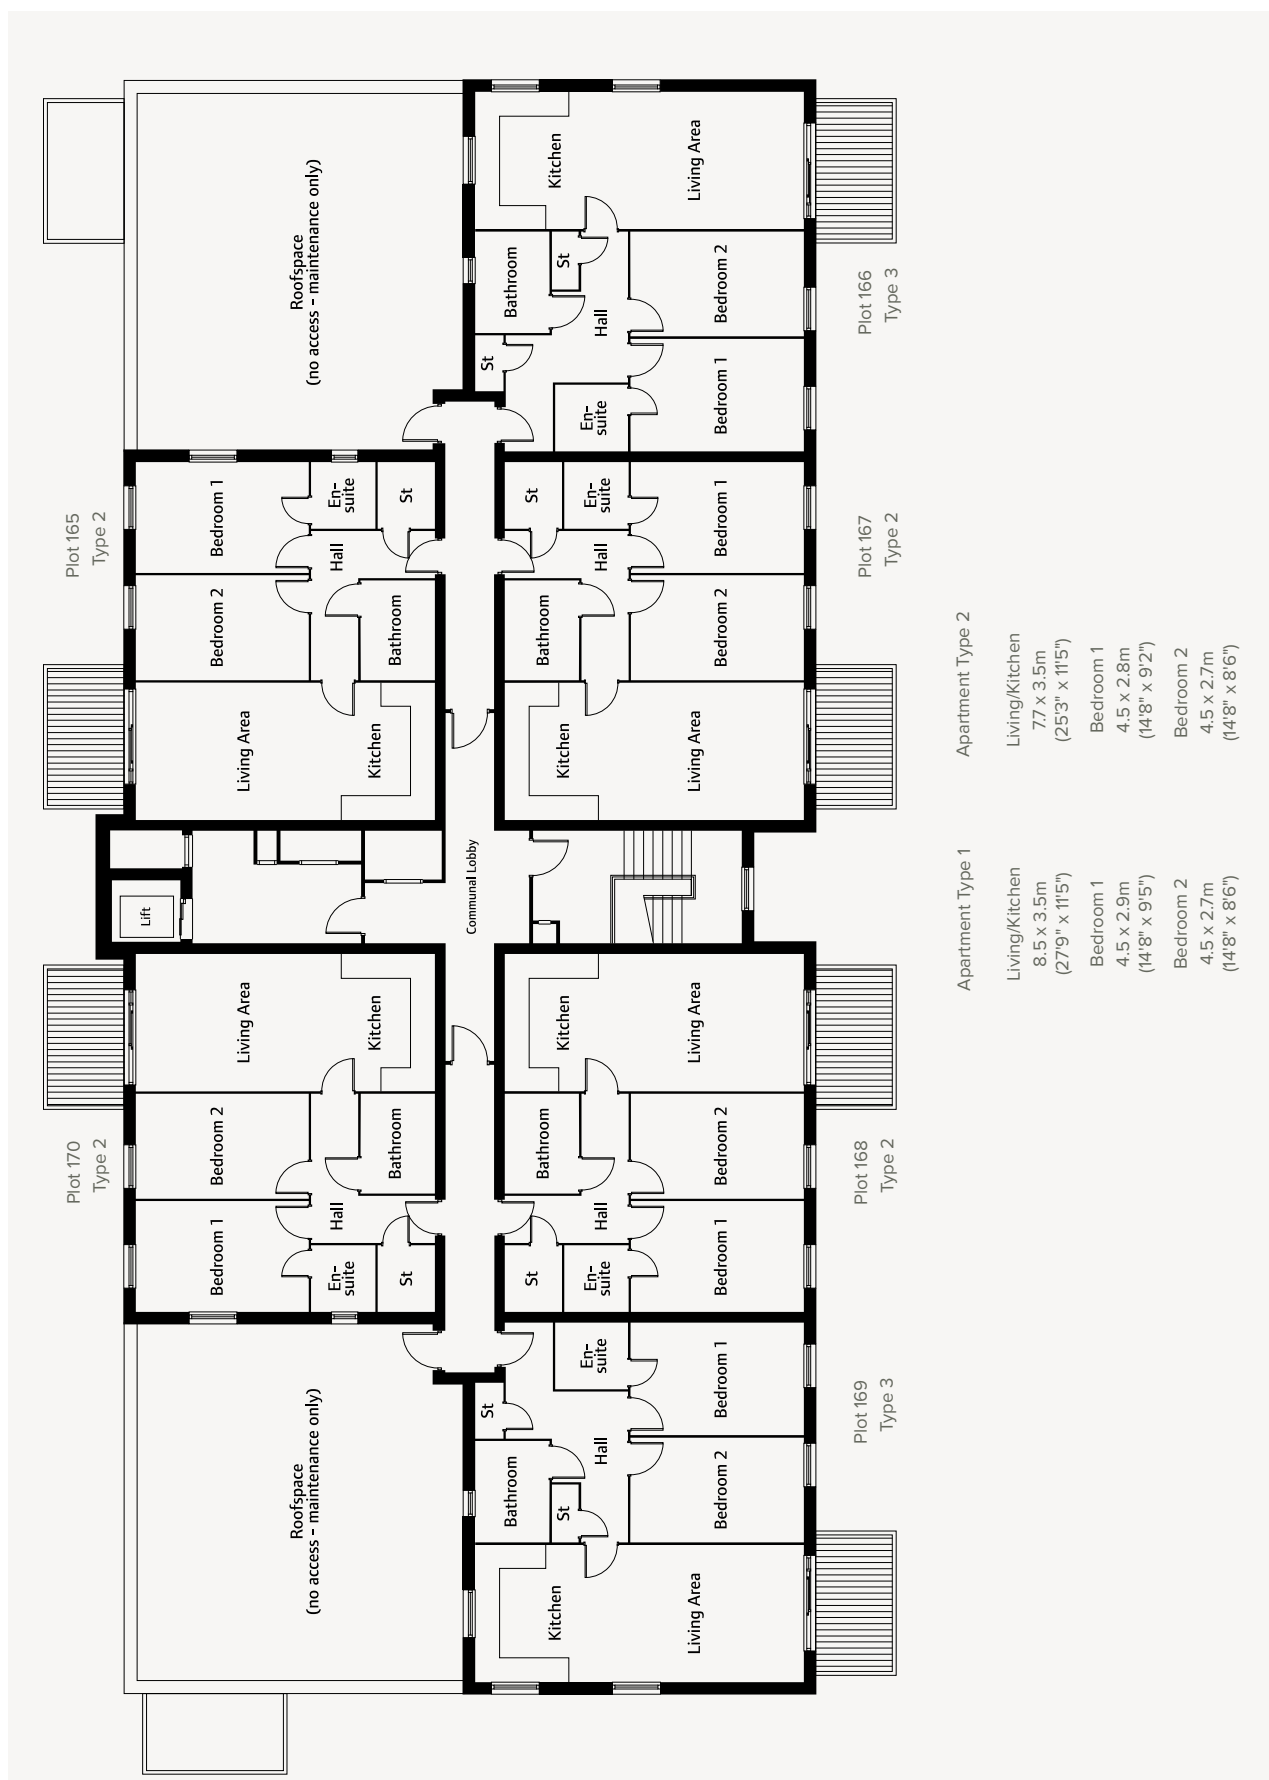 Plot 170
Type 2
Plot 165
Type 2
Roofspace
(no access – maintenance only)
Bedroom 1
Bedroom 2
Living Area
En-
suite
Hall
Kitchen
St
Bathroom
Lift
Living Area
Bedroom 2
Bedroom 1
Kitchen
Hall
En-
suite
Bathroom
St
Roofspace
(no access – maintenance only)
Communal Lobby
Kitchen
Bathroom
St
St
Hall
En-
suite
Living Area
Bedroom 2
Bedroom 1
St
En-
suite
Hall
Bathroom
Kitchen
Bedroom 1
Bedroom 2
Living Area
Kitchen
Bathroom
Hall
St
En-
suite
Living Area
Bedroom 2
Bedroom 1
St
Bathroom
St
Kitchen
En-
suite
Hall
Bedroom 1
Bedroom 2
Living Area
Plot 169
Type 3
Plot 168
Type 2
Plot 167
Type 2
Plot 166
Type 3
Apartment Type 1
Living/Kitchen
8.5 x 3.5m
(27'9" x 11'5")
Bedroom 1
4.5 x 2.9m
(14'8" x 9'5")
Bedroom 2
4.5 x 2.7m
(14'8" x 8'6")
Apartment Type 2
Living/Kitchen
7.7 x 3.5m
(25'3" x 11'5")
Bedroom 1
4.5 x 2.8m
(14'8" x 9'2")
Bedroom 2
4.5 x 2.7m
(14'8" x 8'6")